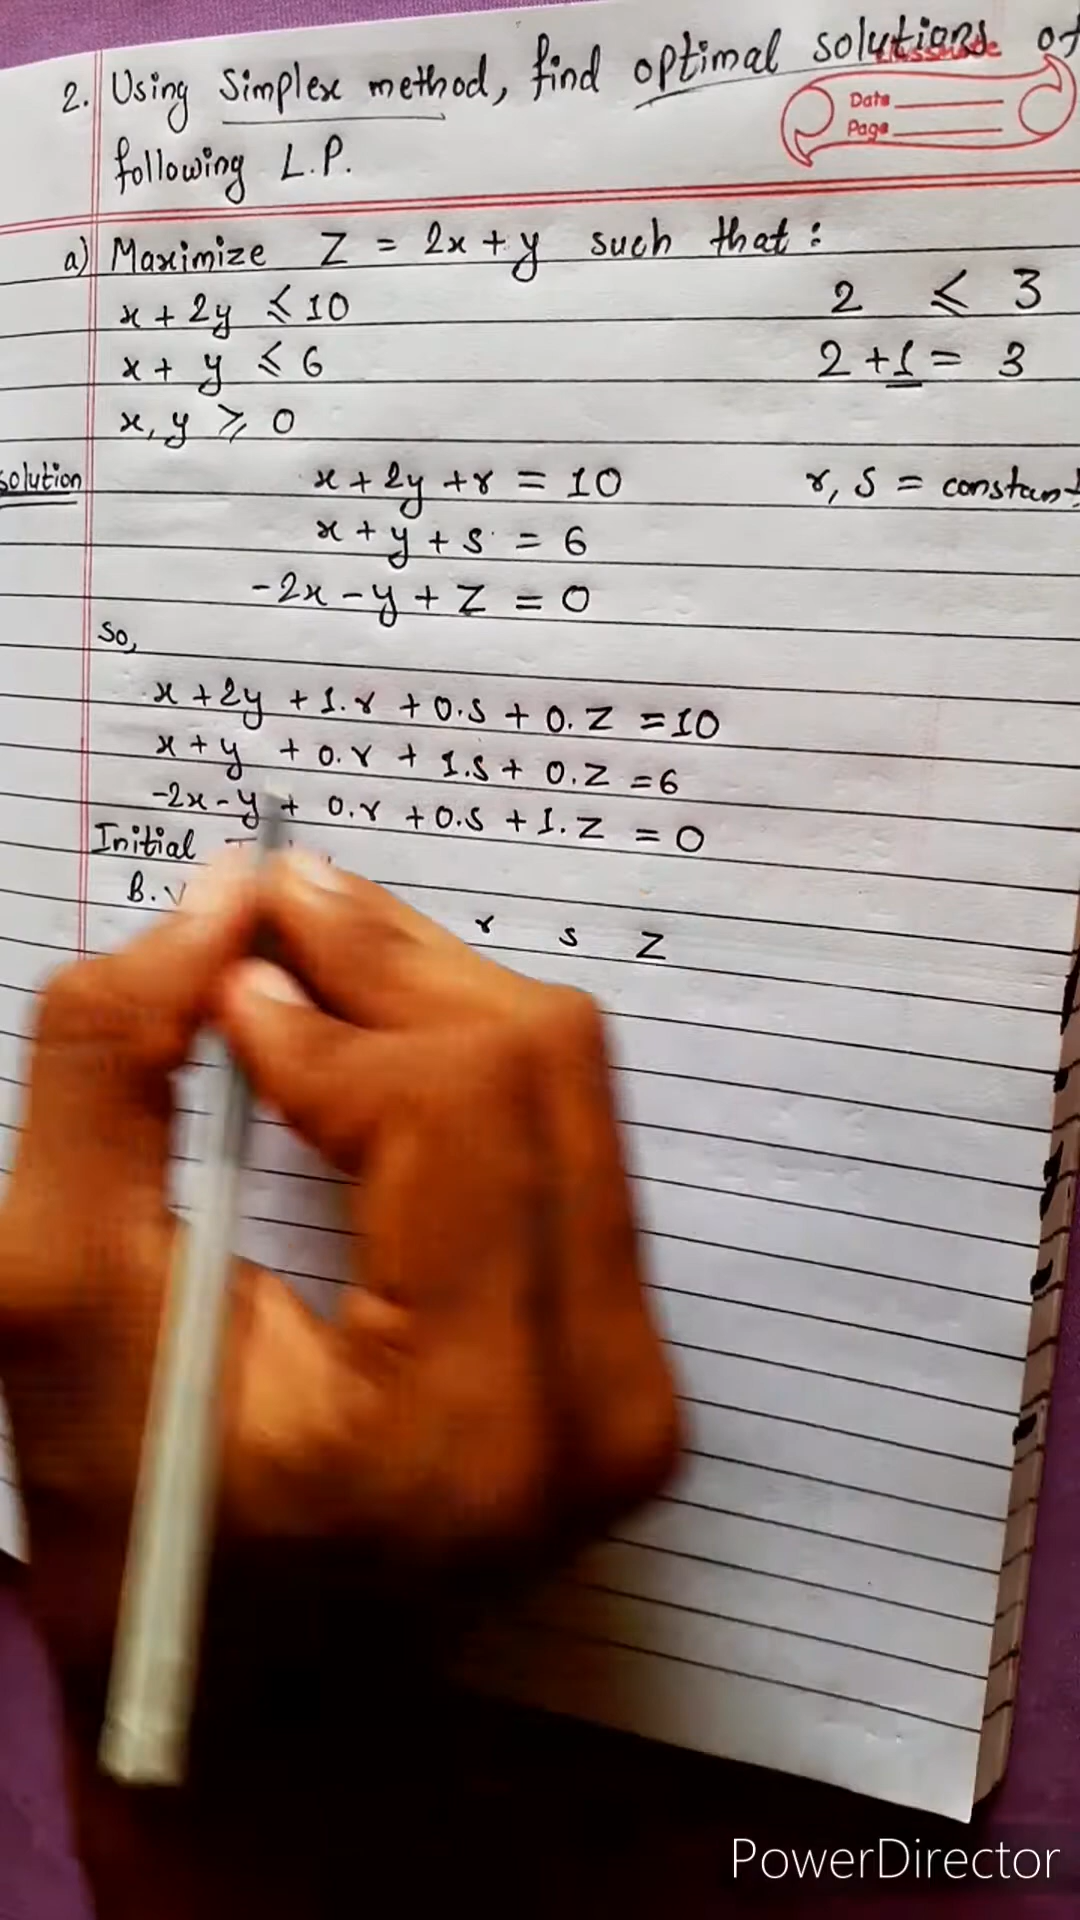 2. Using Simplex method, find optimal solutions of
Date
Page
following L.P.
a) Maximize Z = 2x + y such that :
x + 2y ⩽ 10
2 ⩽ 3
x + y ⩽ 6
2 + 1 = 3
x, y ⩾ 0
solution
x + 2y + r = 10
r, s = constant
x + y + s = 6
-2x - y + Z = 0
So,
x + 2y + 1.r + 0.s + 0.Z = 10
x + y + 0.r + 1.s + 0.Z = 6
-2x - y + 0.r + 0.s + 1.Z = 0
Initial
B.V
r s Z
PowerDirector